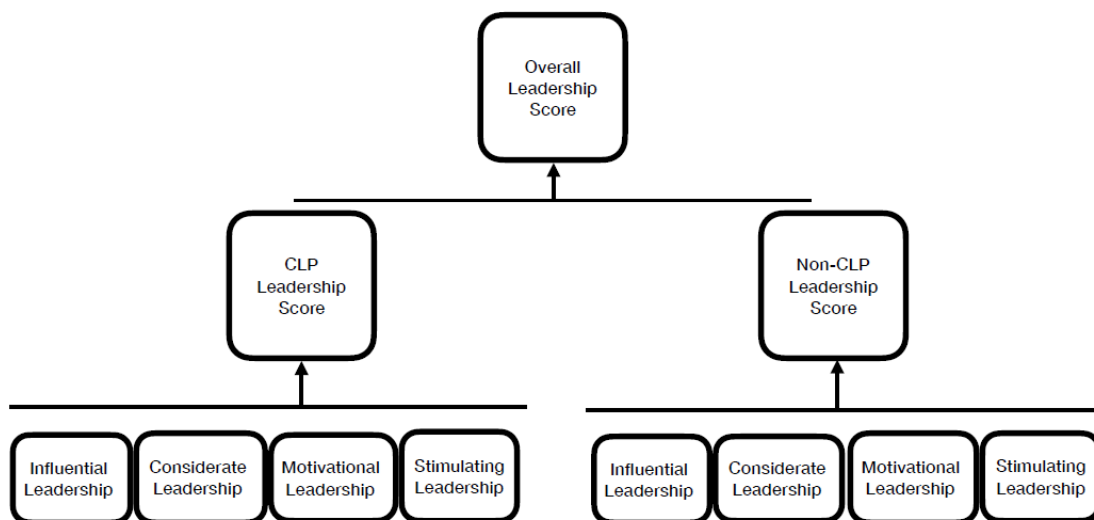 Overall
Leadership
Score
CLP
Leadership
Score
Non-CLP
Leadership
Score
Influential
Leadership
Considerate
Leadership
Motivational
Leadership
Stimulating
Leadership
Influential
Leadership
Considerate
Leadership
Motivational
Leadership
Stimulating
Leadership